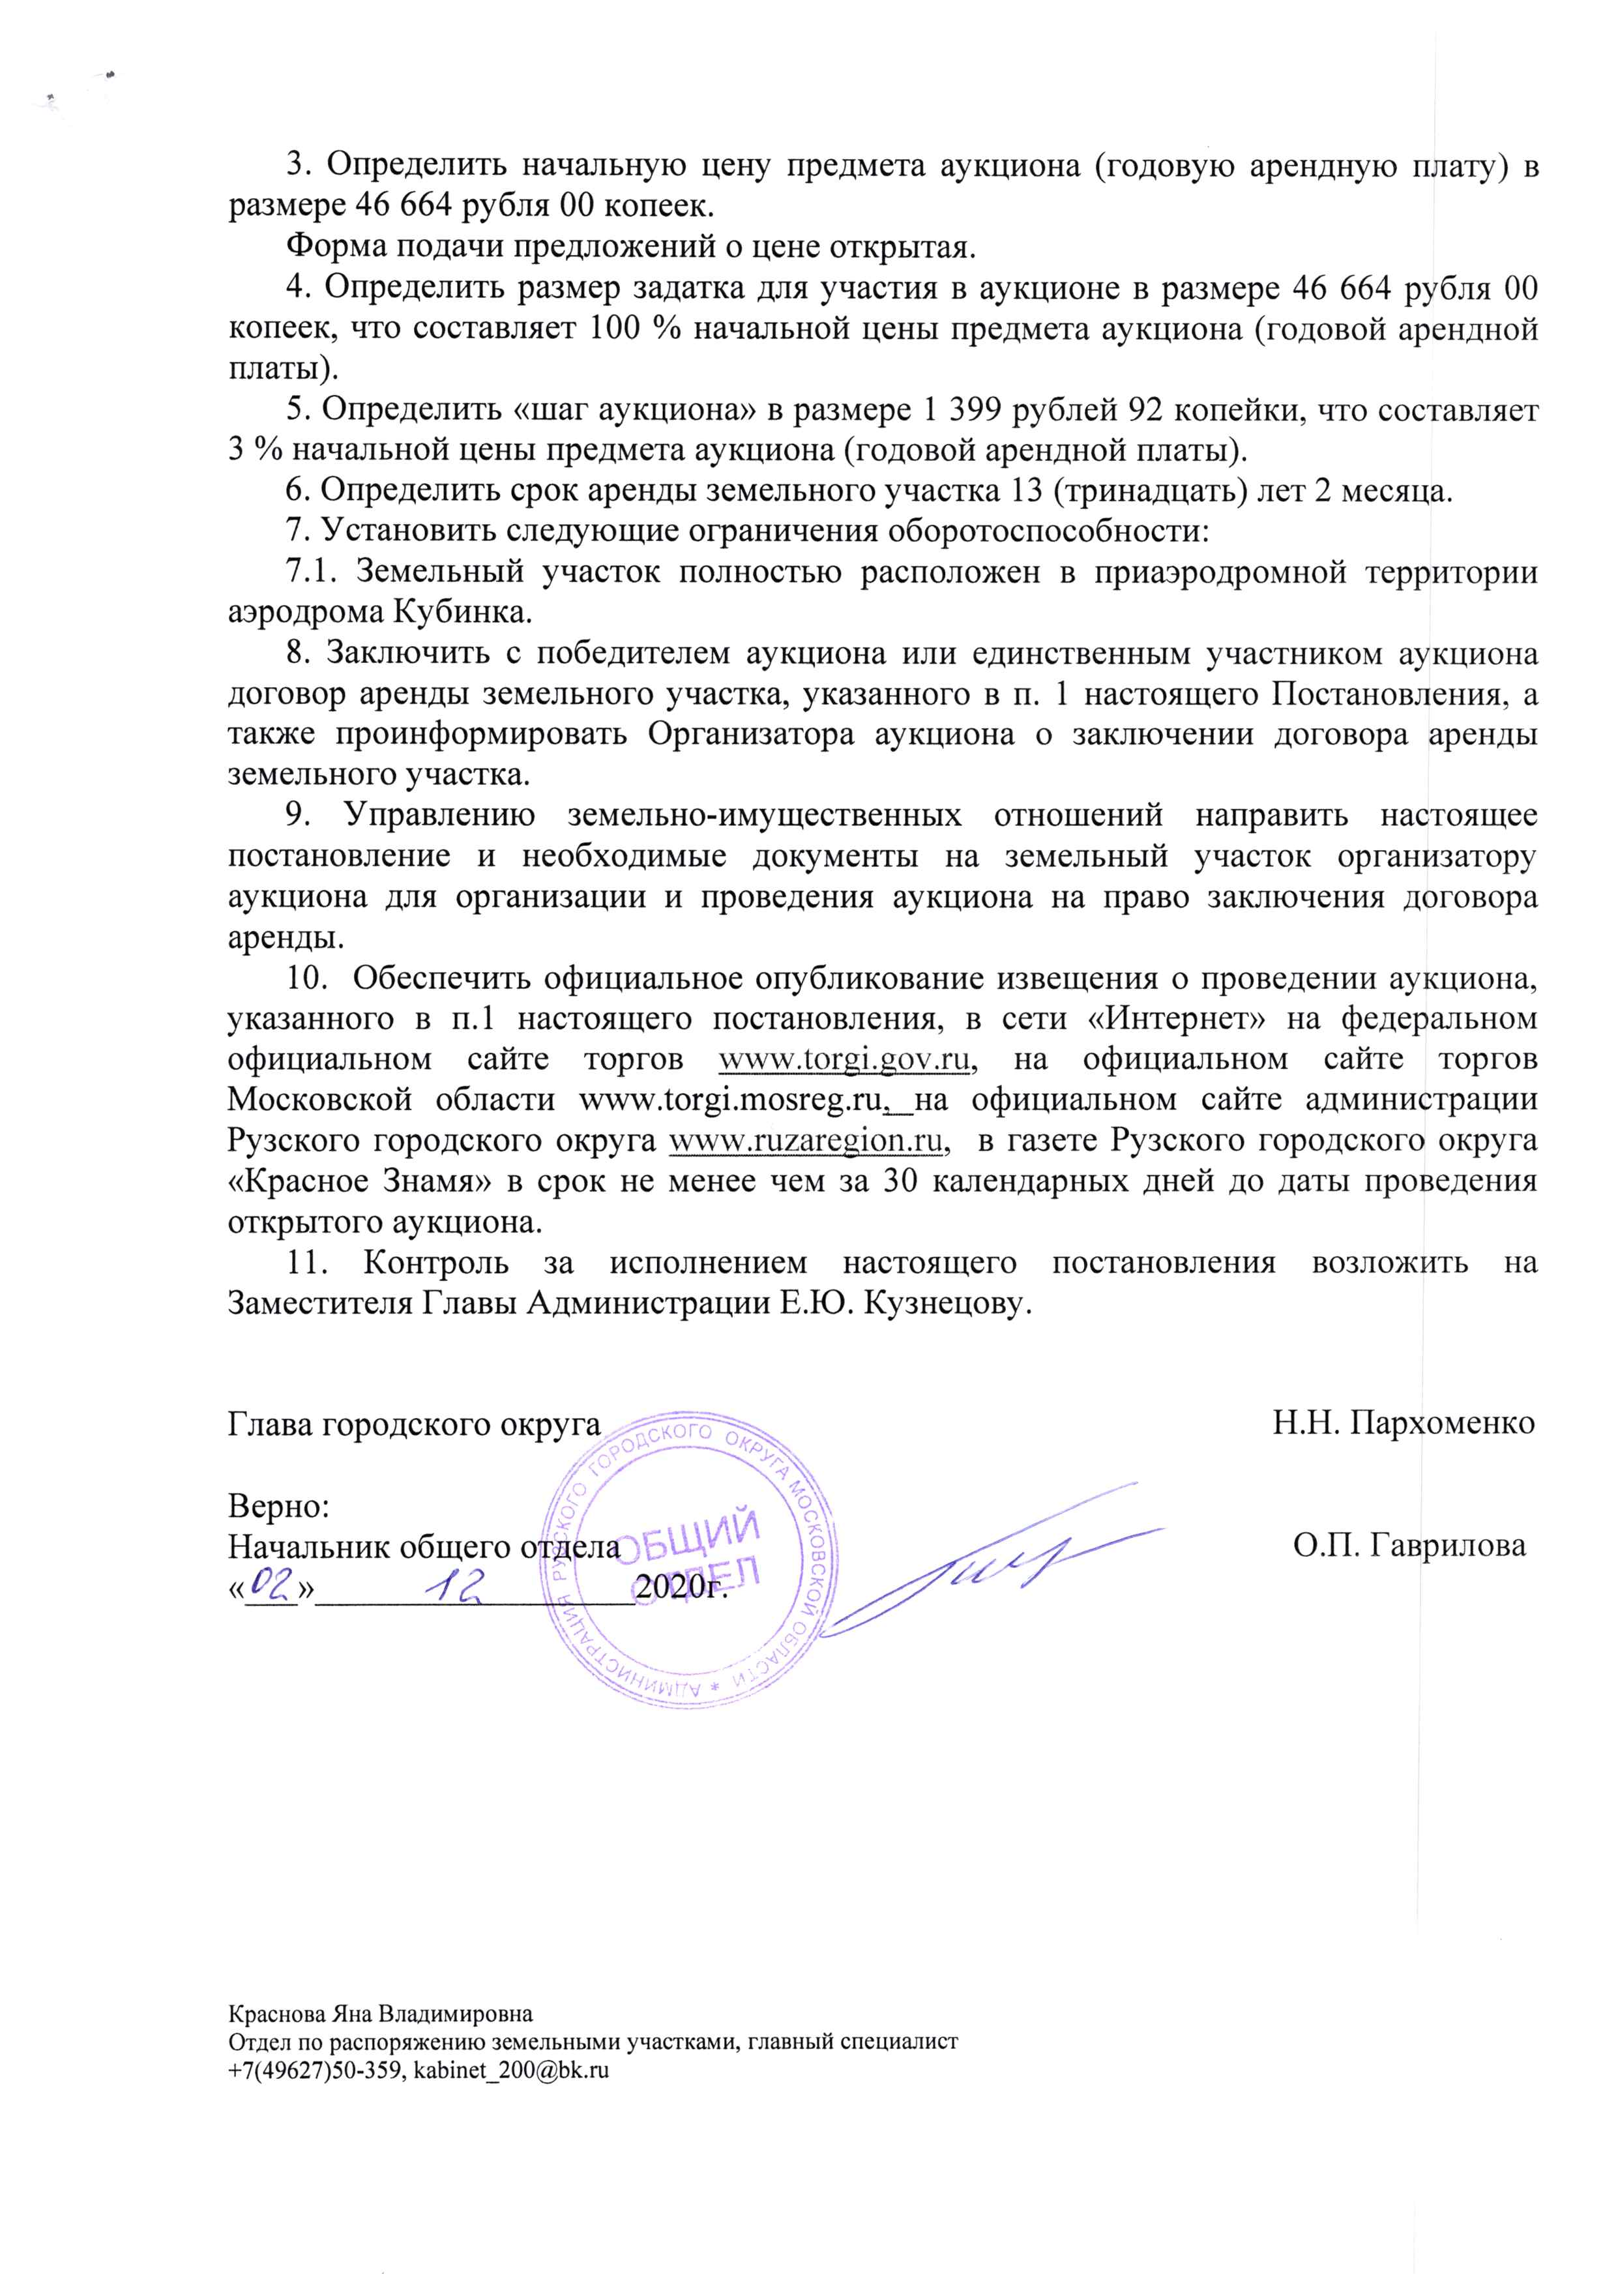 3. Определить начальную цену предмета аукциона (годовую арендную плату) в
размере 46 664 рубля 00 копеек.
Форма подачи предложений о цене открытая.
4. Определить размер задатка для участия в аукционе в размере 46 664 рубля 00
копеек, что составляет 100 % начальной цены предмета аукциона (годовой арендной
платы).
5. Определить «шаг аукциона» в размере 1 399 рублей 92 копейки, что составляет
3 % начальной цены предмета аукциона (годовой арендной платы).
6. Определить срок аренды земельного участка 13 (тринадцать) лет 2 месяца.
7. Установить следующие ограничения оборотоспособности:
7.1. Земельный участок полностью расположен в приаэродромной территории
аэродрома Кубинка.
8. Заключить с победителем аукциона или единственным участником аукциона
договор аренды земельного участка, указанного в п. 1 настоящего Постановления, а
также проинформировать Организатора аукциона о заключении договора аренды
земельного участка.
9. Управлению земельно-имущественных отношений направить настоящее
постановление и необходимые документы на земельный участок организатору
аукциона для организации и проведения аукциона на право заключения договора
аренды.
10. Обеспечить официальное опубликование извещения о проведении аукциона,
указанного в п.1 настоящего постановления, в сети «Интернет» на федеральном
официальном сайте торгов www.torgi.gov.ru, на официальном сайте торгов
Московской области www.torgi.mosreg.ru, на официальном сайте администрации
Рузского городского округа www.ruzaregion.ru, в газете Рузского городского округа
«Красное Знамя» в срок не менее чем за 30 календарных дней до даты проведения
открытого аукциона.
11. Контроль за исполнением настоящего постановления возложить на
Заместителя Главы Администрации Е.Ю. Кузнецову.
Глава городского округа Н.Н. Пархоменко
Верно:
Начальник общего отдела О.П. Гаврилова
«02» 12 2020г.
АДМИНИСТРАЦИЯ РУЗСКОГО ГОРОДСКОГО ОКРУГА МОСКОВСКОЙ ОБЛАСТИ *
ОБЩИЙ
ОТДЕЛ
Краснова Яна Владимировна
Отдел по распоряжению земельными участками, главный специалист
+7(49627)50-359, kabinet_200@bk.ru